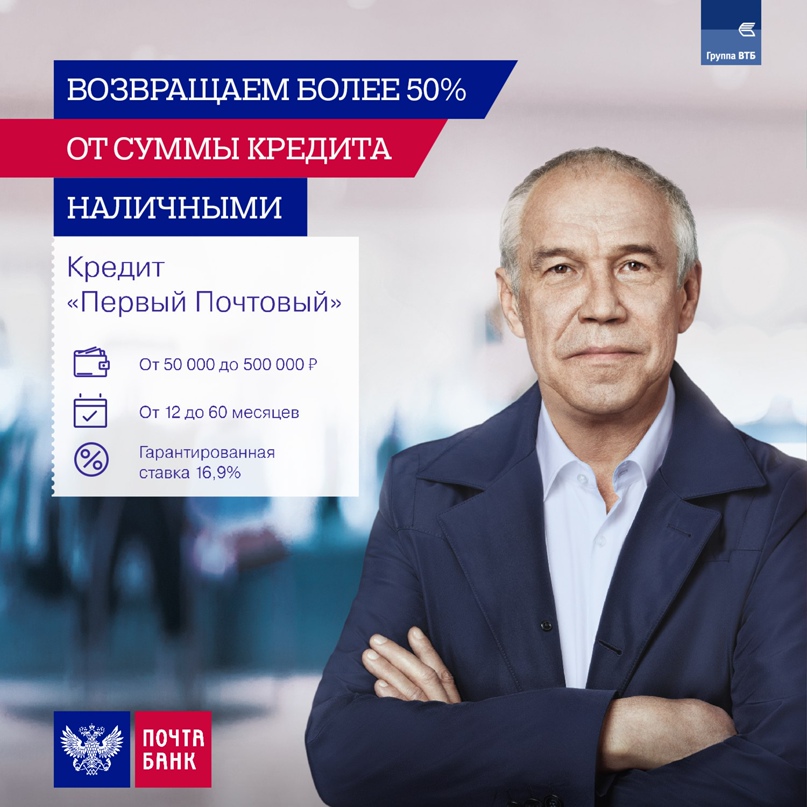 Группа ВТБ
ВОЗВРАЩАЕМ БОЛЕЕ 50%
ОТ СУММЫ КРЕДИТА
НАЛИЧНЫМИ
Кредит
«Первый Почтовый»
От 50 000 до 500 000 ₽
От 12 до 60 месяцев
Гарантированная
ставка 16,9%
ПОЧТА
БАНК